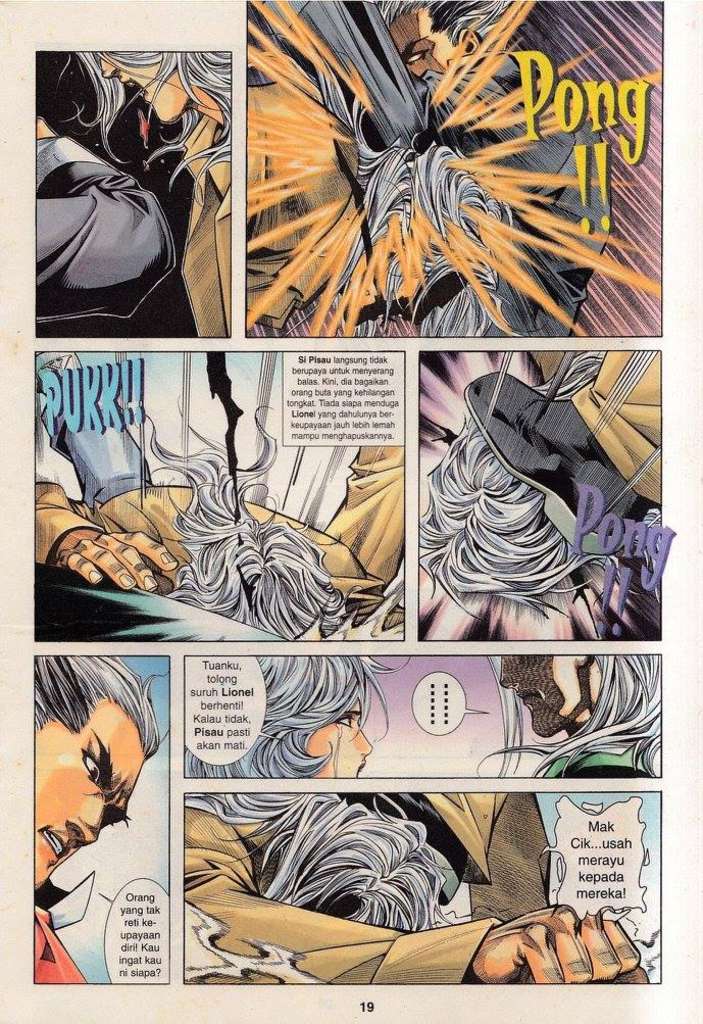 Pong
!!
PUKK!!
Si Pisau langsung tidak
berupaya untuk menyerang
balas. Kini, dia bagaikan
orang buta yang kehilangan
tongkat. Tiada siapa menduga
Lionel yang dahulunya ber-
keupayaan jauh lebih lemah
mampu menghapuskannya.
Pong
!!
Orang
yang tak
reti ke-
upayaan
diri! Kau
ingat kau
ni siapa?
Tuanku,
tolong
suruh Lionel
berhenti!
Kalau tidak,
Pisau pasti
akan mati.
Mak
Cik...usah
merayu
kepada
mereka!
19